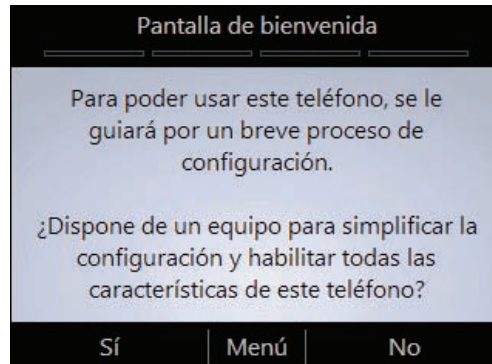 Pantalla de bienvenida
Para poder usar este teléfono, se le
guiará por un breve proceso de
configuración.
¿Dispone de un equipo para simplificar la
configuración y habilitar todas las
características de este teléfono?
Sí Menú No